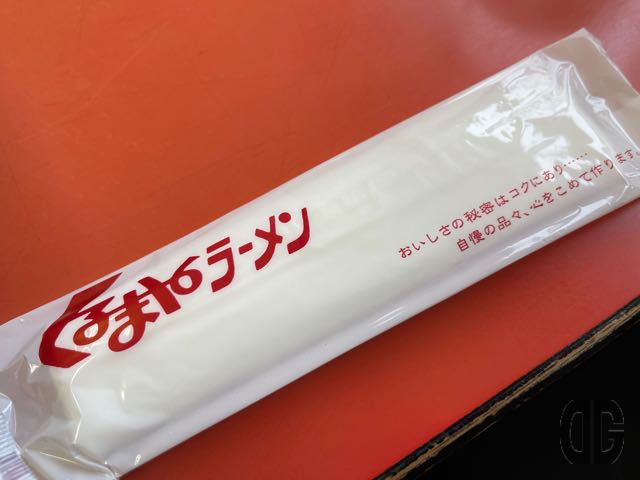 くるまやラーメン
おいしさの秘密はコクにあり……
自慢の品々、心をこめて作ります。